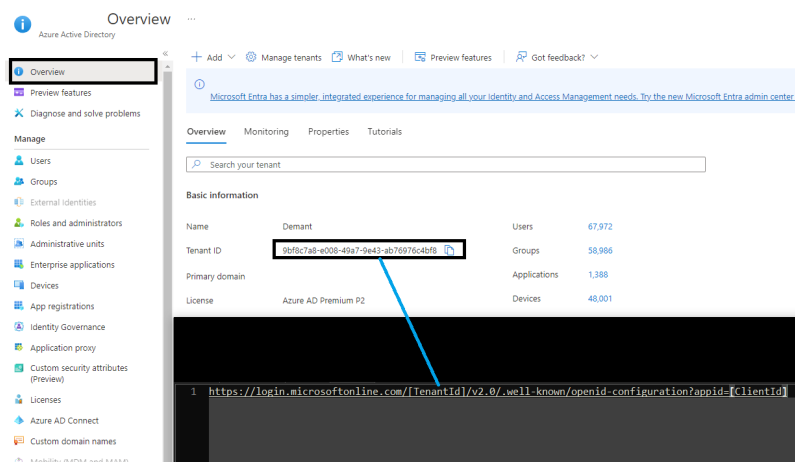 Overview ...
Azure Active Directory
«
Overview
Preview features
Diagnose and solve problems
Manage
Users
Groups
External Identities
Roles and administrators
Administrative units
Enterprise applications
Devices
App registrations
Identity Governance
Application proxy
Custom security attributes
(Preview)
Licenses
Azure AD Connect
Custom domain names
Mobility (MDM and MAM)
Add Manage tenants What's new Preview features Got feedback?
Microsoft Entra has a simpler, integrated experience for managing all your Identity and Access Management needs. Try the new Microsoft Entra admin center
Overview Monitoring Properties Tutorials
Search your tenant
Basic information
Name Demant Users 67,972
Tenant ID 9bf8c7a8-e008-49a7-9e43-ab76976c4bf8 Groups 58,986
Primary domain Applications 1,388
License Azure AD Premium P2 Devices 48,001
1 https://login.microsoftonline.com/[TenantId]/v2.0/.well-known/openid-configuration?appid=[ClientId]